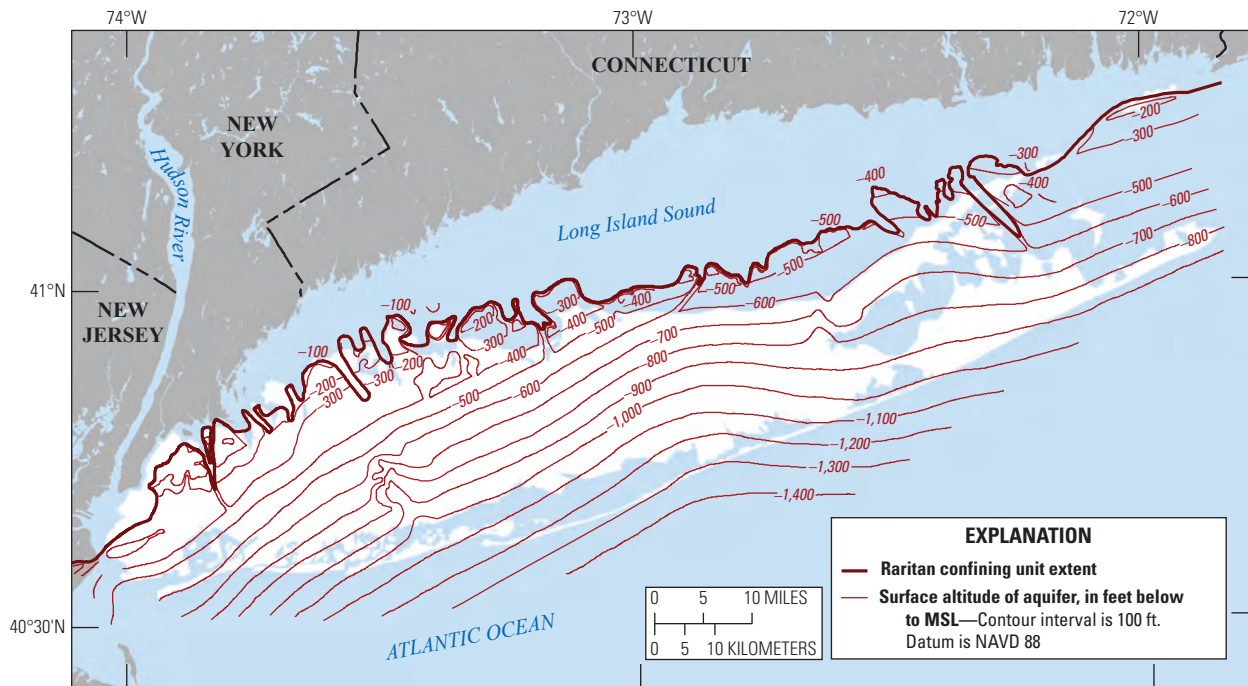 74°W
73°W
72°W
CONNECTICUT
NEW
YORK
Hudson River
Long Island Sound
41°N
NEW
JERSEY
–200
–300
–300
–400
–400
–500
–500
–600
–700
–800
–500
–500
–500
–600
–400
–300
–400
–500
–100
–200
–300
–400
–100
–200
–300
–300
–200
–500
–600
–700
–800
–900
–1,000
–1,100
–1,200
–1,300
–1,400
40°30'N
ATLANTIC OCEAN
0 5 10 MILES
0 5 10 KILOMETERS
EXPLANATION
Raritan confining unit extent
Surface altitude of aquifer, in feet below
to MSL—Contour interval is 100 ft.
Datum is NAVD 88